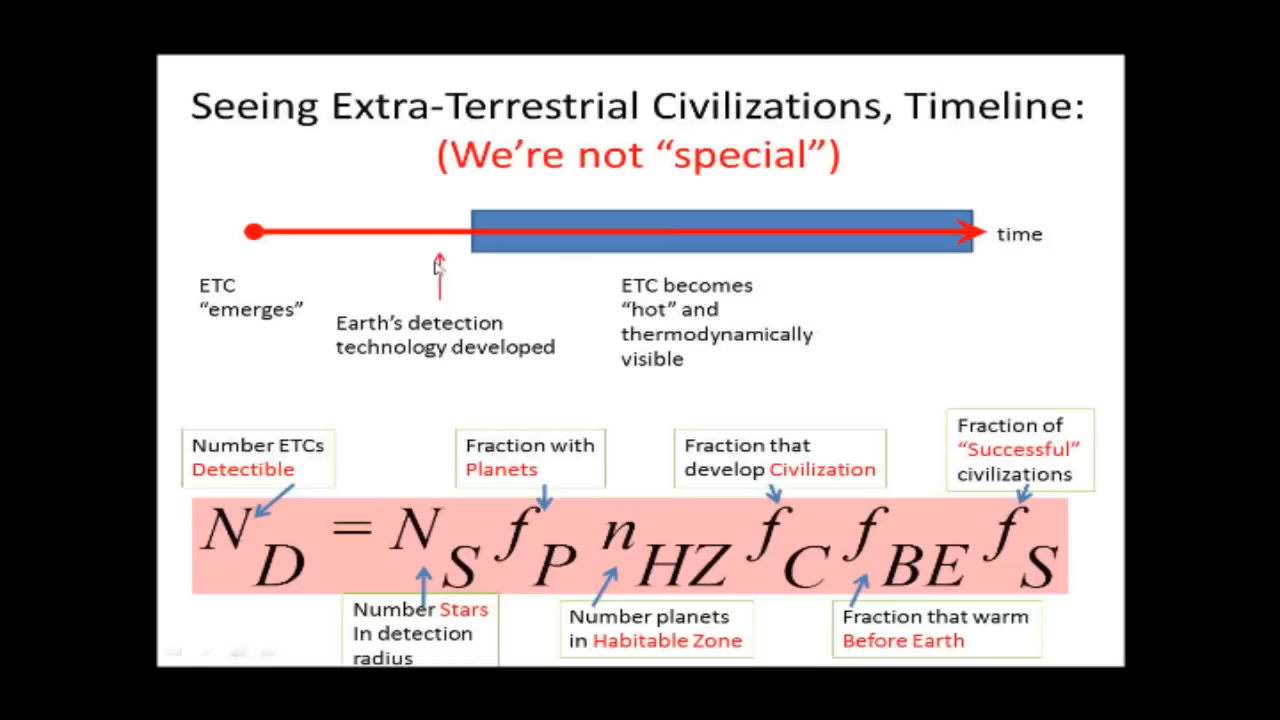 Seeing Extra-Terrestrial Civilizations, Timeline:
(We're not “special”)
time
ETC
“emerges”
Earth's detection
technology developed
ETC becomes
“hot” and
thermodynamically
visible
Number ETCs
Detectible
Fraction with
Planets
Fraction that
develop Civilization
Fraction of
“Successful”
civilizations
N_D = N_S f_P n_HZ f_C f_BE f_S
Number Stars
In detection
radius
Number planets
in Habitable Zone
Fraction that warm
Before Earth